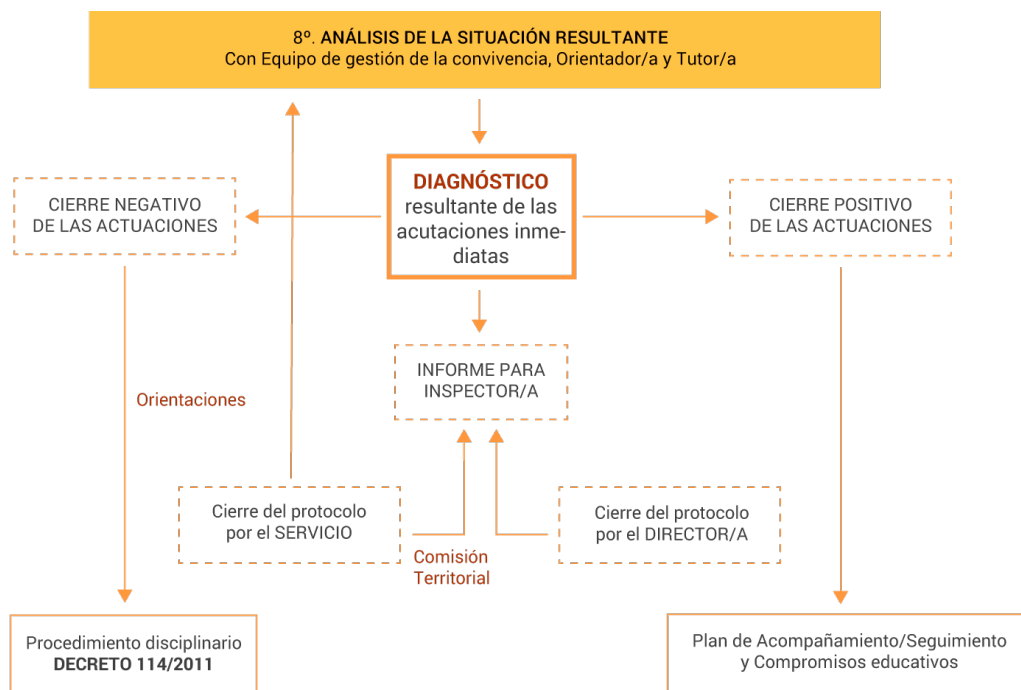 8º. ANÁLISIS DE LA SITUACIÓN RESULTANTE
Con Equipo de gestión de la convivencia, Orientador/a y Tutor/a
DIAGNÓSTICO
resultante de las
acutaciones inme-
diatas
CIERRE NEGATIVO
DE LAS ACTUACIONES
CIERRE POSITIVO
DE LAS ACTUACIONES
INFORME PARA
INSPECTOR/A
Orientaciones
Cierre del protocolo
por el SERVICIO
Cierre del protocolo
por el DIRECTOR/A
Comisión
Territorial
Procedimiento disciplinario
DECRETO 114/2011
Plan de Acompañamiento/Seguimiento
y Compromisos educativos